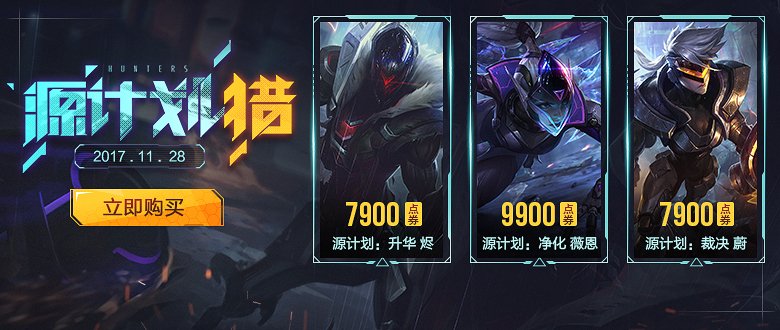 HUNTERS
源计划猎
2017.11.28
立即购买
7900点券
源计划：升华 烬
9900点券
源计划：净化 薇恩
7900点券
源计划：裁决 蔚